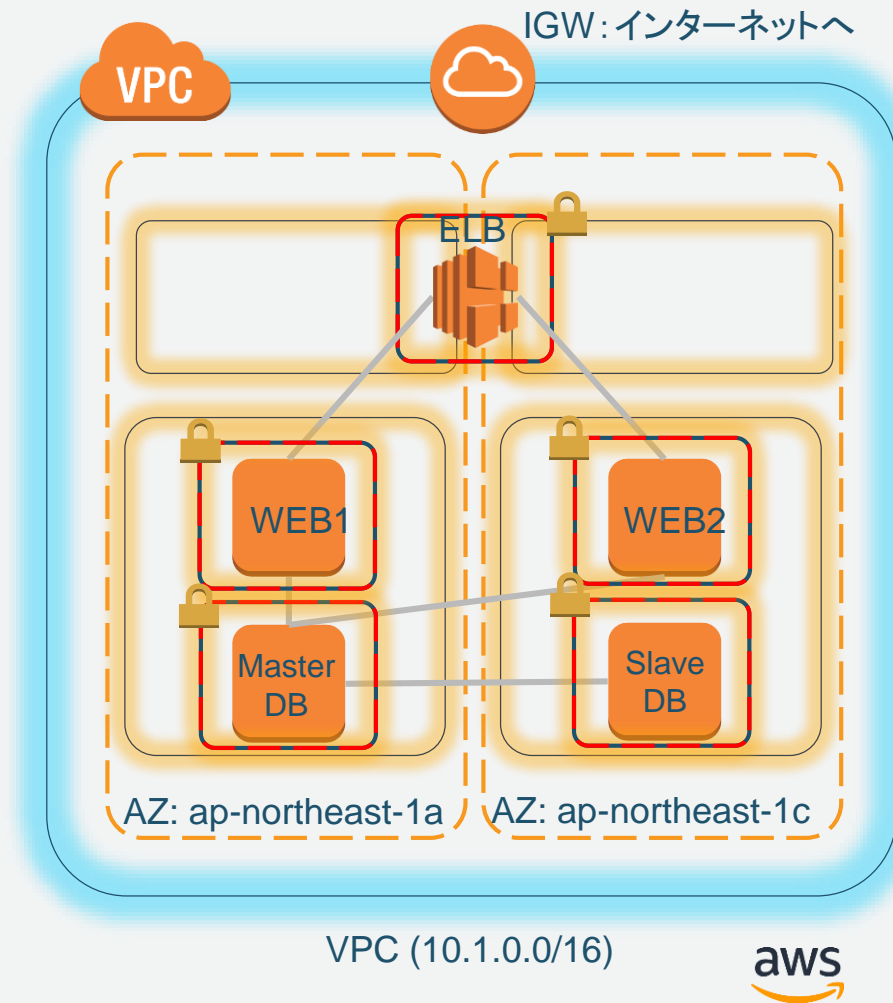 IGW：インターネットへ
VPC
ELB
WEB1
WEB2
Master
DB
Slave
DB
AZ: ap-northeast-1a
AZ: ap-northeast-1c
VPC (10.1.0.0/16)
aws